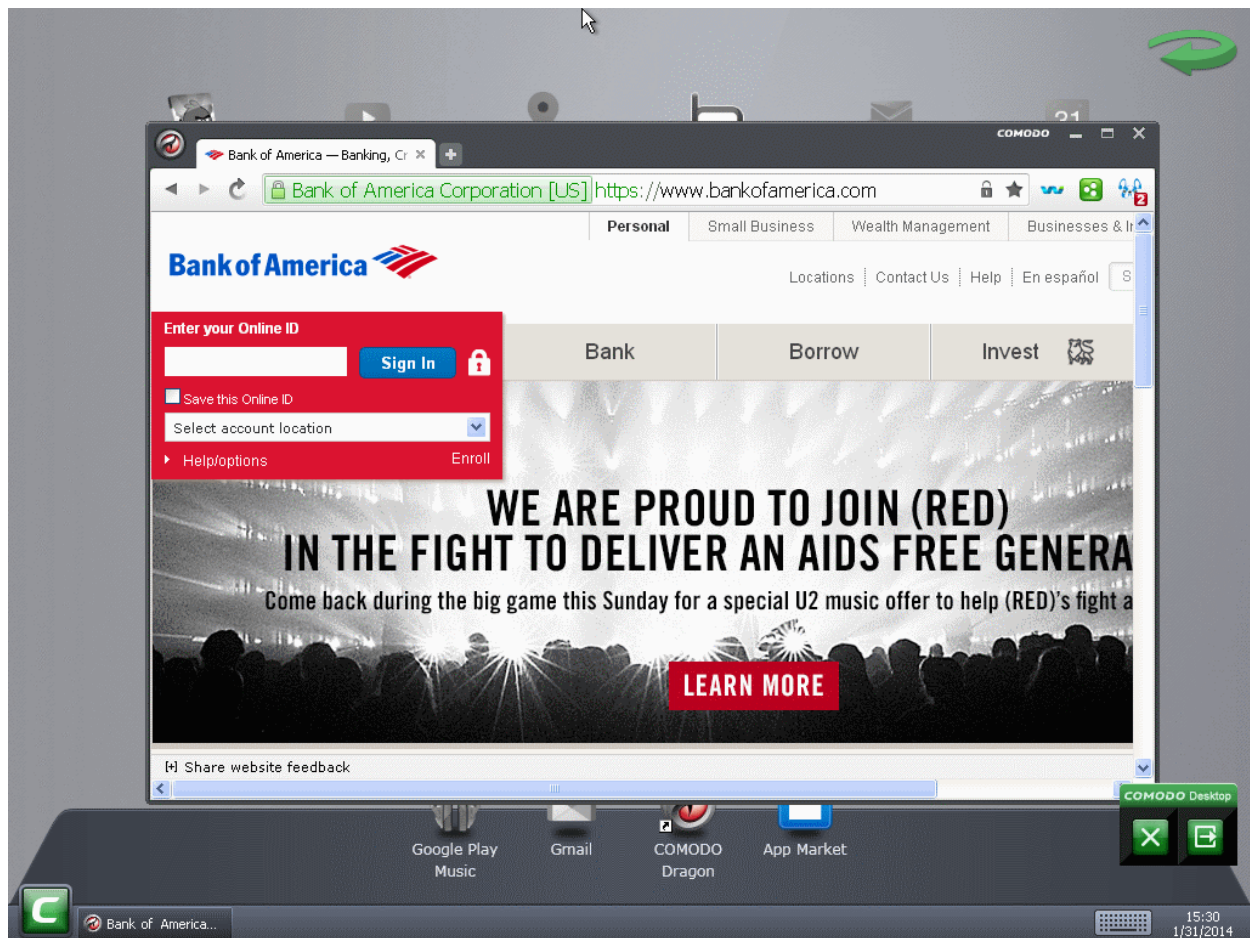 31
COMODO
Bank of America — Banking, Cr
Bank of America Corporation [US] https://www.bankofamerica.com
2
Personal Small Business Wealth Management Businesses & In
Bank of America
Locations Contact Us Help En español S
Enter your Online ID
Sign In
Bank Borrow Invest
Save this Online ID
Select account location
Help/options Enroll
WE ARE PROUD TO JOIN (RED)
IN THE FIGHT TO DELIVER AN AIDS FREE GENERA
Come back during the big game this Sunday for a special U2 music offer to help (RED)'s fight a
LEARN MORE
[+] Share website feedback
COMODO Desktop
Google Play
Music
Gmail
COMODO
Dragon
App Market
C
Bank of America...
15:30
1/31/2014